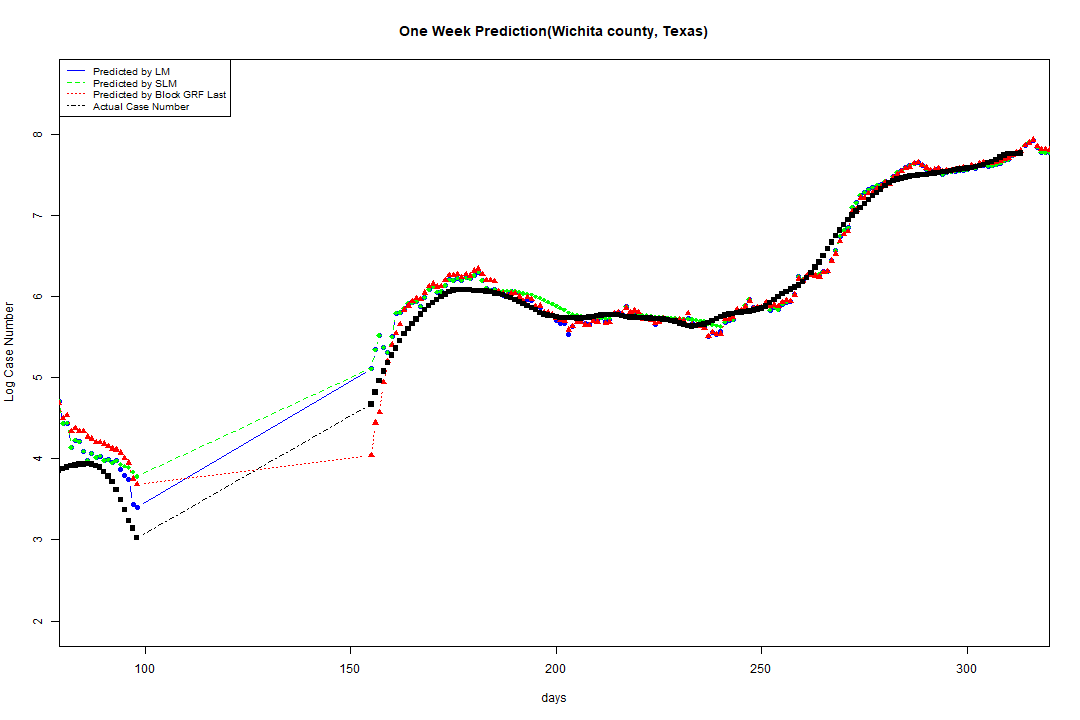 One Week Prediction(Wichita county, Texas)
Predicted by LM
Predicted by SLM
Predicted by Block GRF Last
Actual Case Number
8
7
6
5
4
3
2
Log Case Number
100 150 200 250 300
days